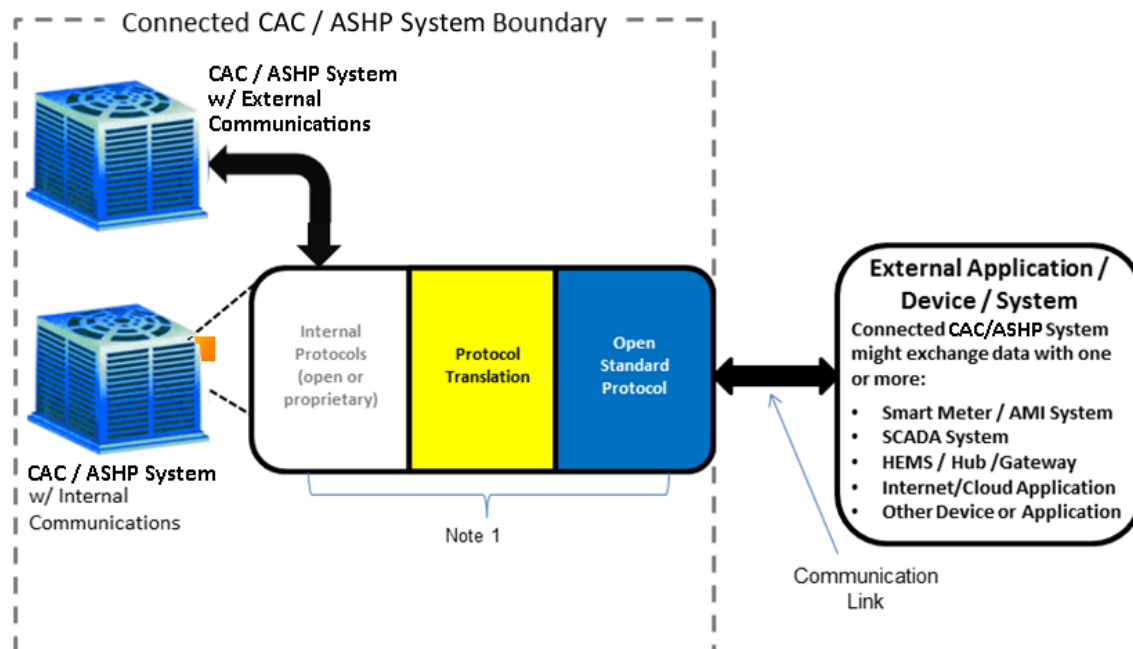 Connected CAC / ASHP System Boundary
CAC / ASHP System
w/ External
Communications
CAC / ASHP System
w/ Internal
Communications
Internal
Protocols
(open or
proprietary)
Protocol
Translation
Open
Standard
Protocol
Note 1
Communication
Link
External Application /
Device / System
Connected CAC/ASHP System
might exchange data with one
or more:
• Smart Meter / AMI System
• SCADA System
• HEMS / Hub /Gateway
• Internet/Cloud Application
• Other Device or Application